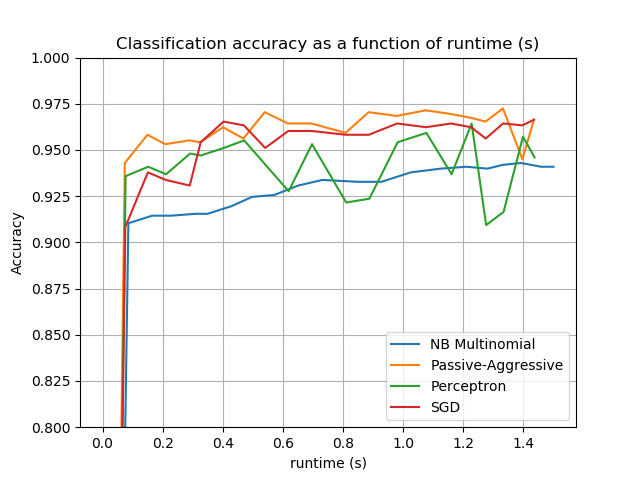 Classification accuracy as a function of runtime (s)
1.000
0.975
0.950
0.925
0.900
0.875
0.850
0.825
0.800
Accuracy
NB Multinomial
Passive-Aggressive
Perceptron
SGD
0.0 0.2 0.4 0.6 0.8 1.0 1.2 1.4
runtime (s)